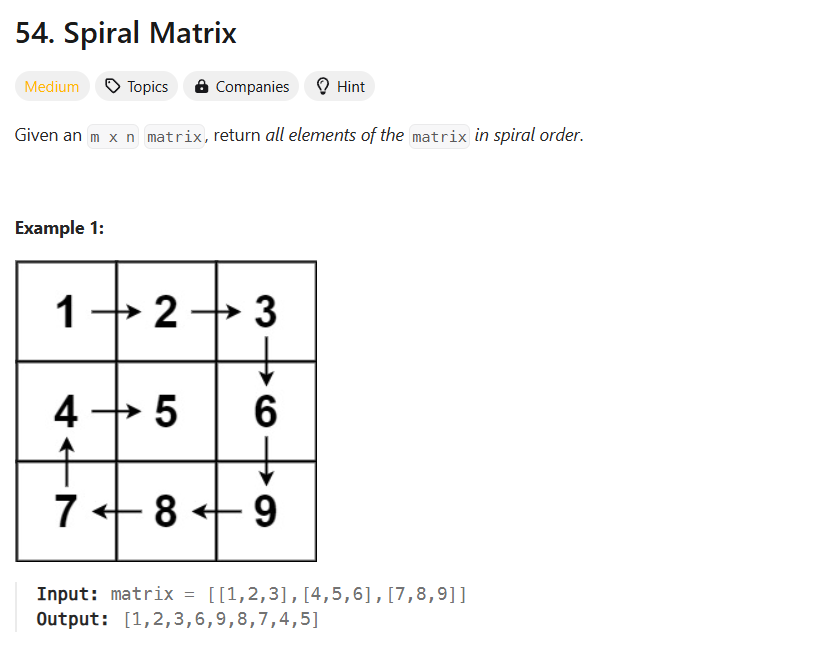 54. Spiral Matrix
Medium Topics Companies Hint
Given an m x n matrix, return all elements of the matrix in spiral order.
Example 1:
1 2 3
4 5 6
7 8 9
Input: matrix = [[1,2,3],[4,5,6],[7,8,9]]
Output: [1,2,3,6,9,8,7,4,5]